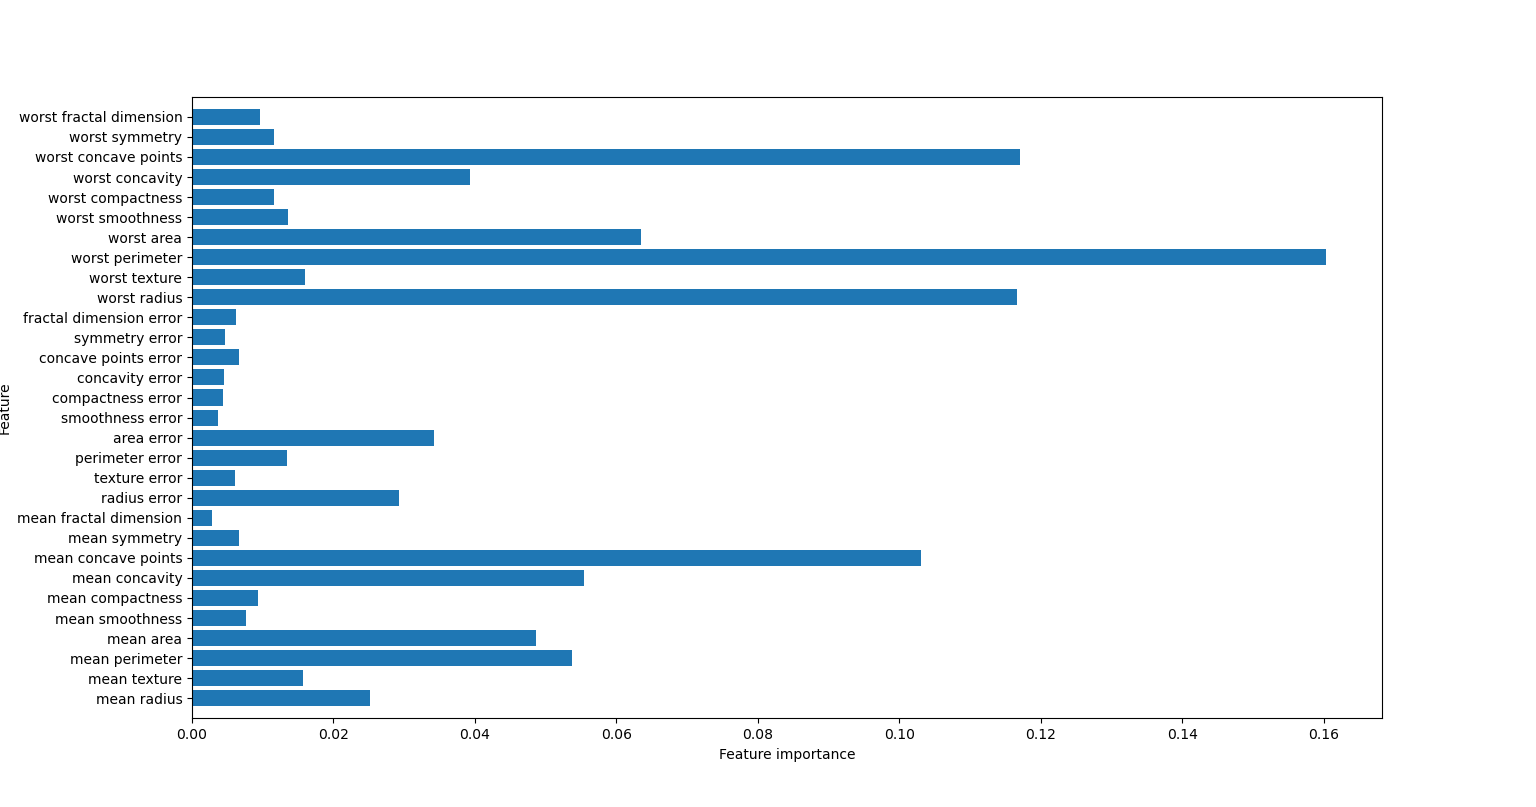 worst fractal dimension
worst symmetry
worst concave points
worst concavity
worst compactness
worst smoothness
worst area
worst perimeter
worst texture
worst radius
fractal dimension error
symmetry error
concave points error
concavity error
compactness error
smoothness error
area error
perimeter error
texture error
radius error
mean fractal dimension
mean symmetry
mean concave points
mean concavity
mean compactness
mean smoothness
mean area
mean perimeter
mean texture
mean radius
Feature
0.00 0.02 0.04 0.06 0.08 0.10 0.12 0.14 0.16
Feature importance